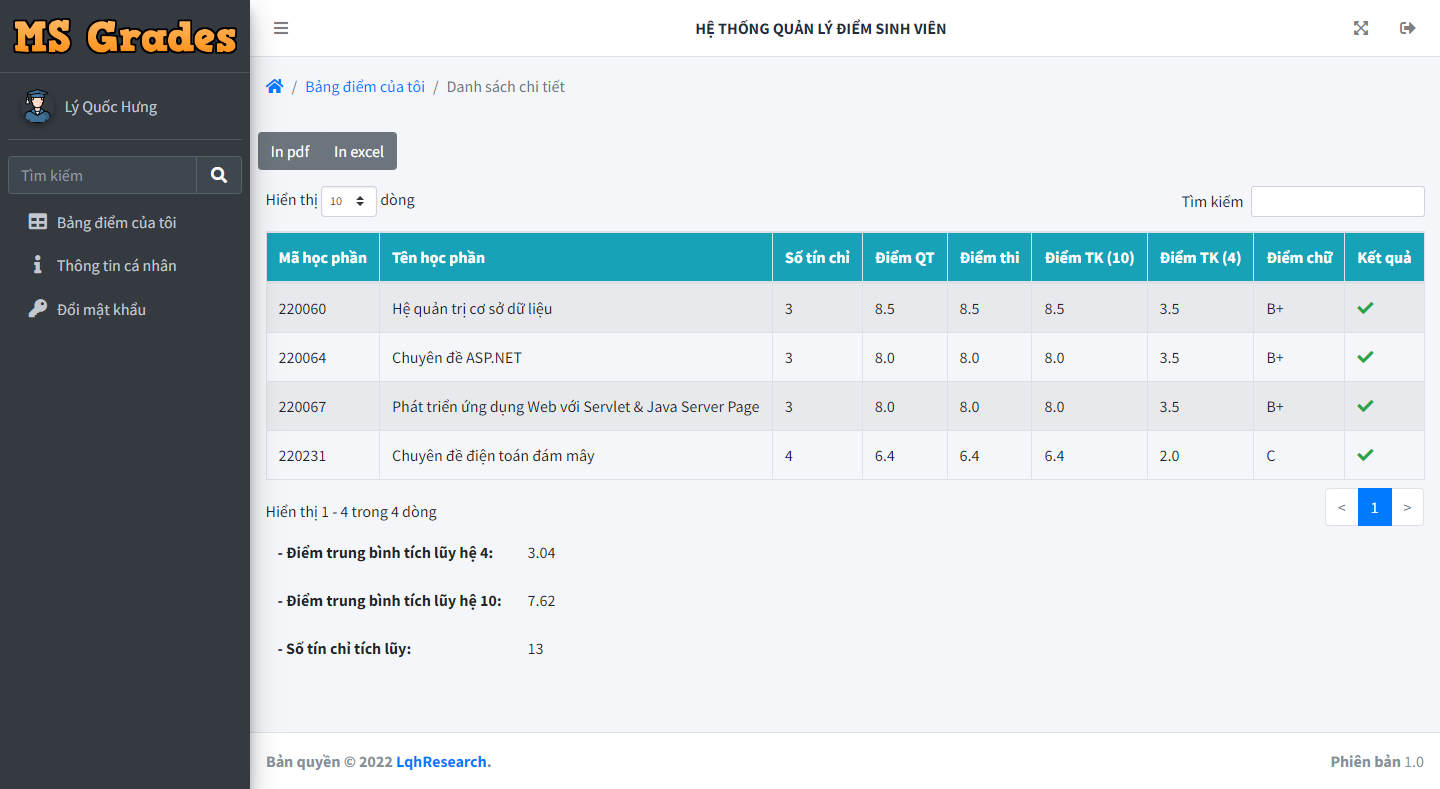 MS Grades
HỆ THỐNG QUẢN LÝ ĐIỂM SINH VIÊN
Lý Quốc Hưng
Tìm kiếm
Bảng điểm của tôi
Thông tin cá nhân
Đổi mật khẩu
/ Bảng điểm của tôi / Danh sách chi tiết
In pdf In excel
Hiển thị 10 dòng Tìm kiếm
Mã học phần Tên học phần Số tín chỉ Điểm QT Điểm thi Điểm TK (10) Điểm TK (4) Điểm chữ Kết quả
220060 Hệ quản trị cơ sở dữ liệu 3 8.5 8.5 8.5 3.5 B+
220064 Chuyên đề ASP.NET 3 8.0 8.0 8.0 3.5 B+
220067 Phát triển ứng dụng Web với Servlet & Java Server Page 3 8.0 8.0 8.0 3.5 B+
220231 Chuyên đề điện toán đám mây 4 6.4 6.4 6.4 2.0 C
Hiển thị 1 - 4 trong 4 dòng < 1 >
- Điểm trung bình tích lũy hệ 4: 3.04
- Điểm trung bình tích lũy hệ 10: 7.62
- Số tín chỉ tích lũy: 13
Bản quyền © 2022 LqhResearch. Phiên bản 1.0